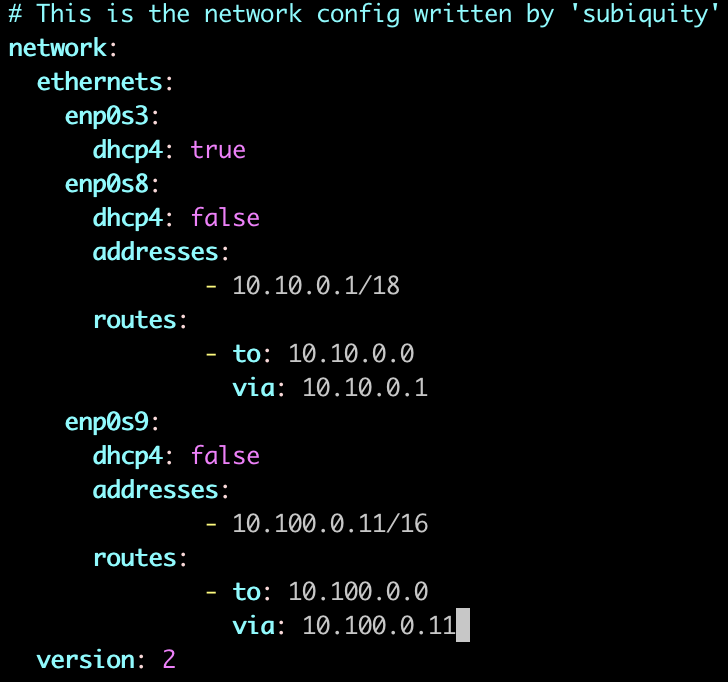 # This is the network config written by 'subiquity'
network:
  ethernets:
    enp0s3:
      dhcp4: true
    enp0s8:
      dhcp4: false
      addresses:
              - 10.10.0.1/18
      routes:
              - to: 10.10.0.0
                via: 10.10.0.1
    enp0s9:
      dhcp4: false
      addresses:
              - 10.100.0.11/16
      routes:
              - to: 10.100.0.0
                via: 10.100.0.11
  version: 2